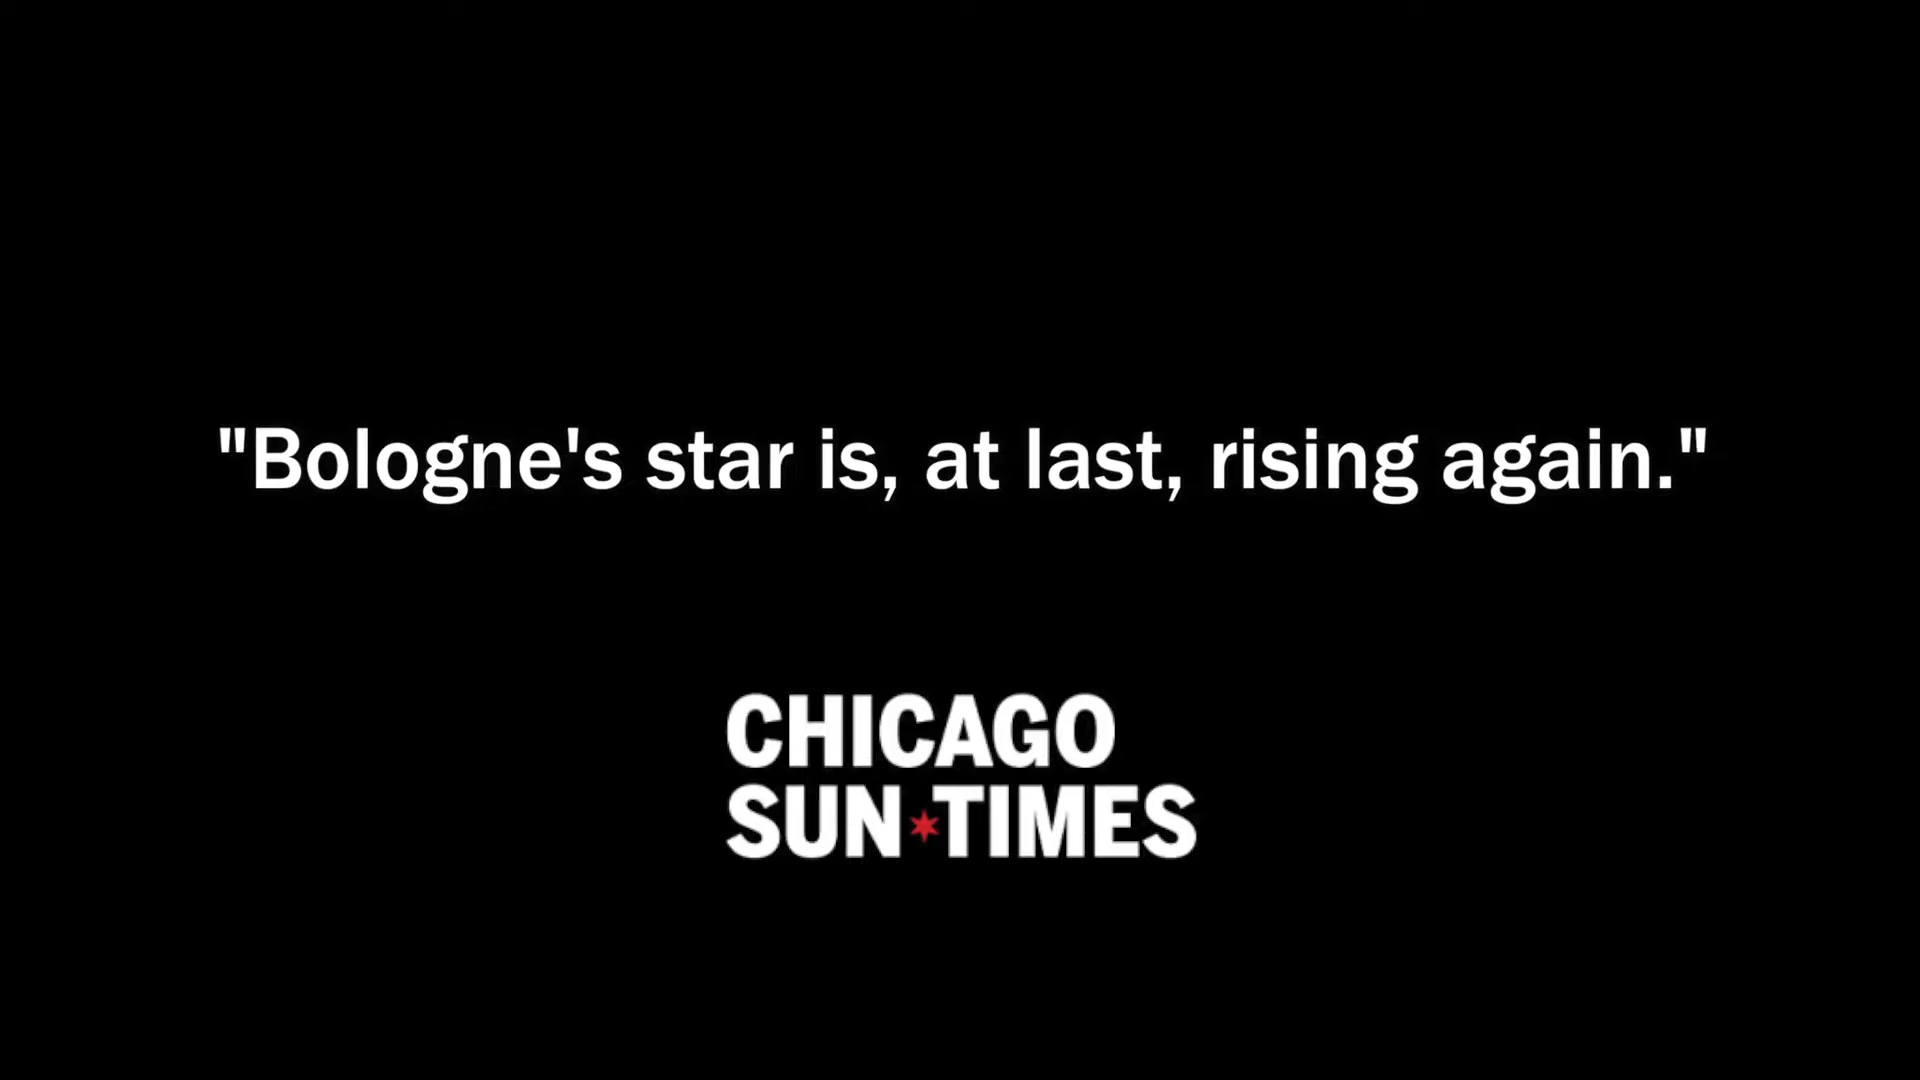 "Bologne's star is, at last, rising again."
CHICAGO
SUN*TIMES